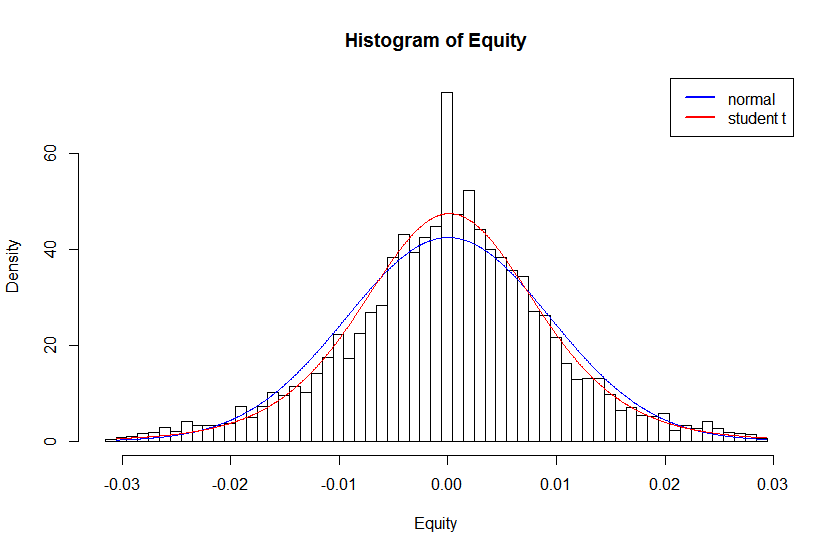 Histogram of Equity
normal
student t
Density
60
40
20
0
-0.03 -0.02 -0.01 0.00 0.01 0.02 0.03
Equity